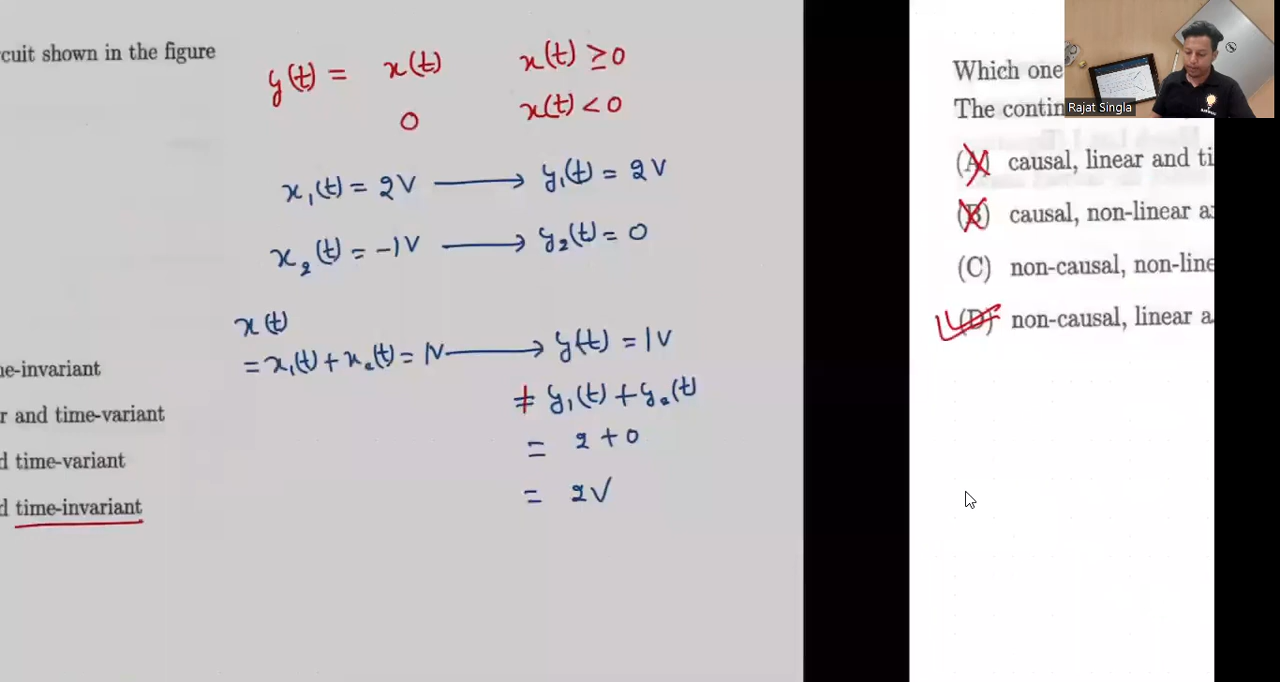 cuit shown in the figure
y(t) = x(t) x(t) ≥ 0
0 x(t) < 0
x₁(t) = 2V ⟶ y₁(t) = 2V
x₂(t) = -1V ⟶ y₂(t) = 0
x(t)
= x₁(t) + x₂(t) = 1V ⟶ y(t) = 1V
≠ y₁(t) + y₂(t
= 2 + 0
= 2V
e-invariant
r and time-variant
d time-variant
d time-invariant
Which one
The contin
(A) causal, linear and ti
(B) causal, non-linear a
(C) non-causal, non-line
(D) non-causal, linear a
Rajat Singla